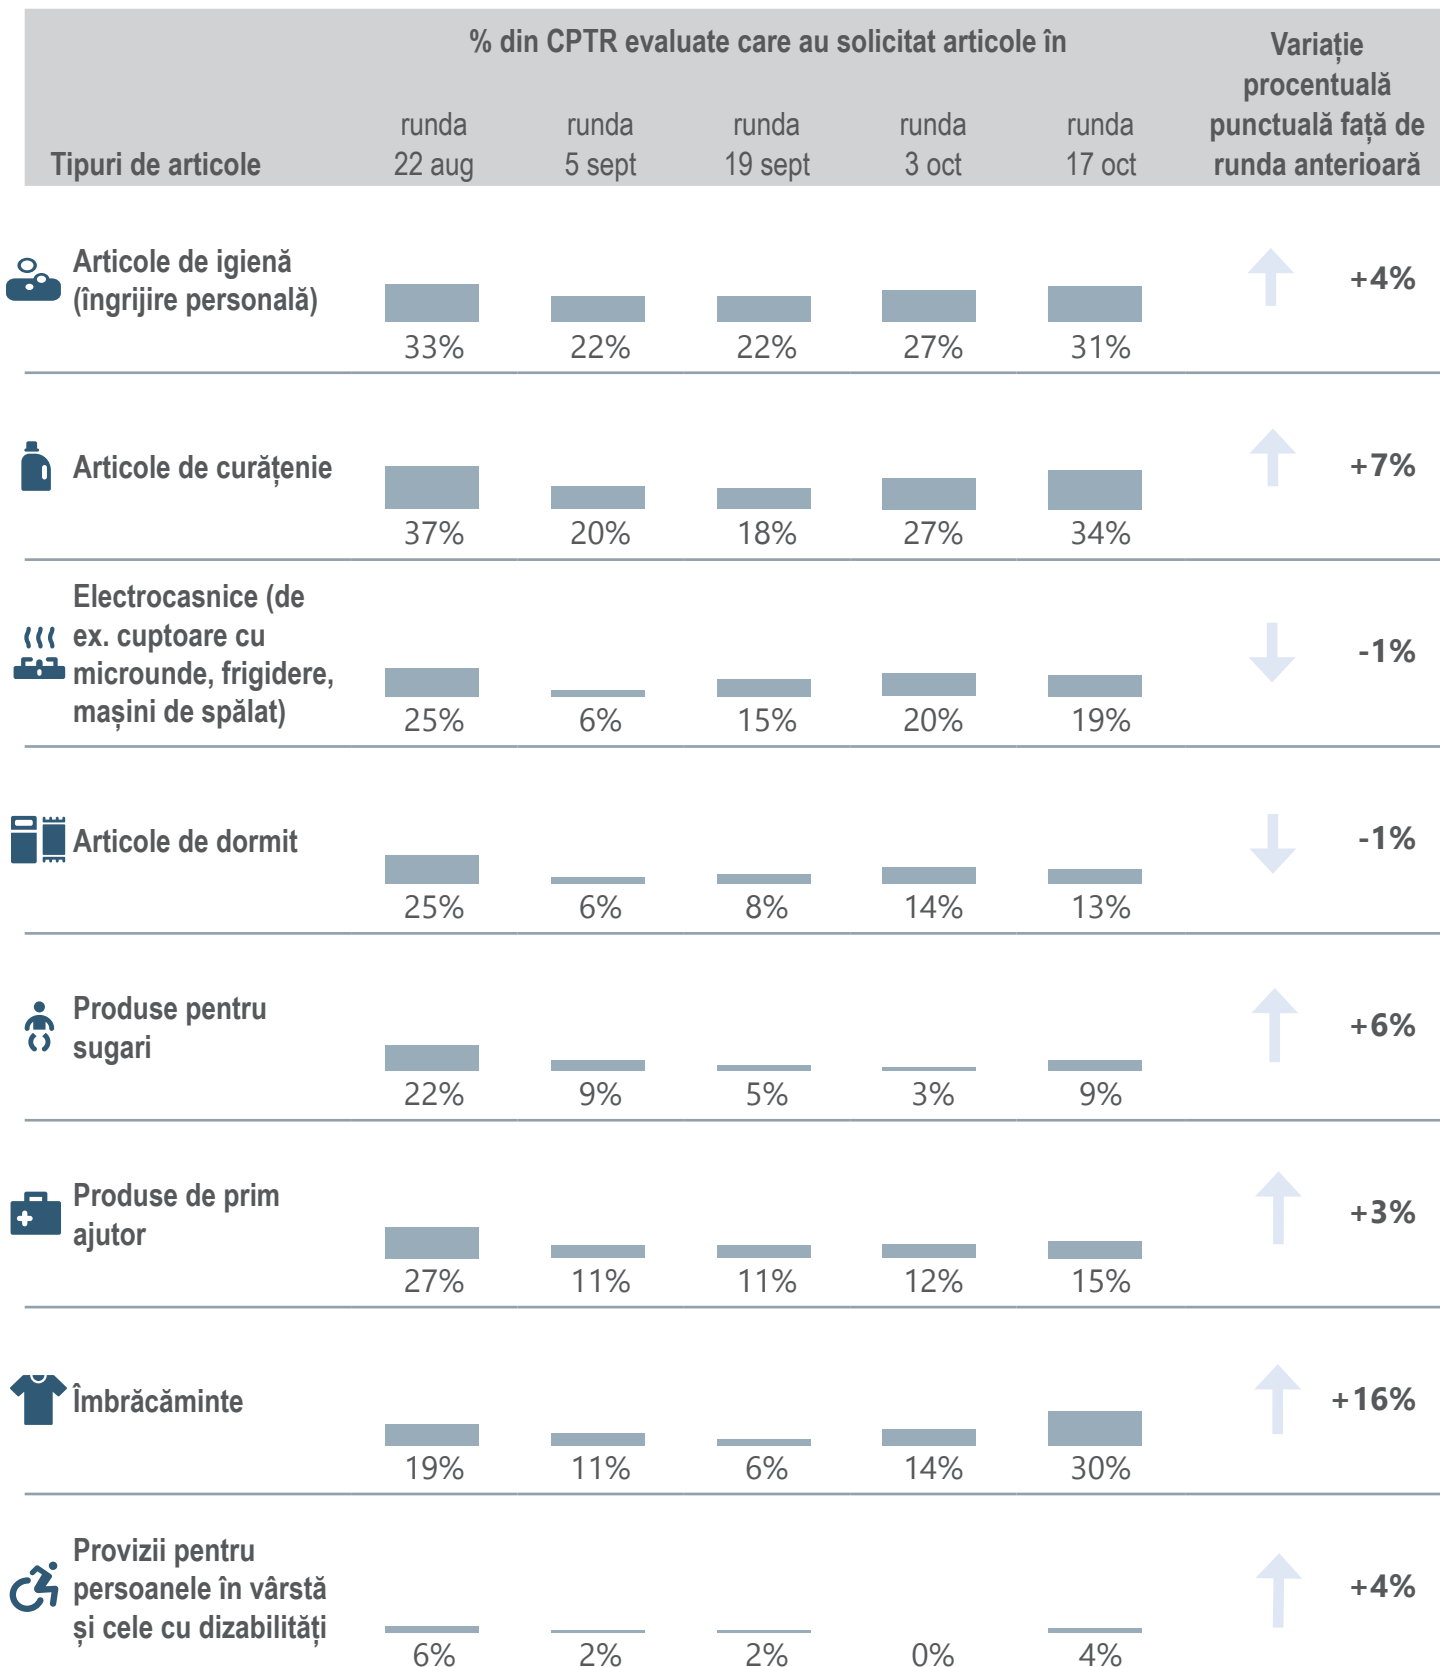 % din CPTR evaluate care au solicitat articole în
Variație
procentuală
punctuală față de
runda anterioară
Tipuri de articole
runda
22 aug
runda
5 sept
runda
19 sept
runda
3 oct
runda
17 oct
Articole de igienă
(îngrijire personală)
33% 22% 22% 27% 31%
+4%
Articole de curățenie
37% 20% 18% 27% 34%
+7%
Electrocasnice (de
ex. cuptoare cu
microunde, frigidere,
mașini de spălat)
25% 6% 15% 20% 19%
-1%
Articole de dormit
25% 6% 8% 14% 13%
-1%
Produse pentru
sugari
22% 9% 5% 3% 9%
+6%
Produse de prim
ajutor
27% 11% 11% 12% 15%
+3%
Îmbrăcăminte
19% 11% 6% 14% 30%
+16%
Provizii pentru
persoanele în vârstă
și cele cu dizabilități
6% 2% 2% 0% 4%
+4%